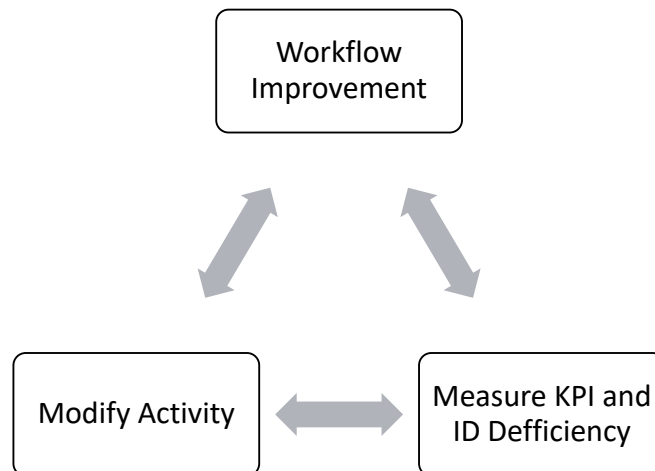 Workflow
Improvement
Modify Activity
Measure KPI and
ID Defficiency